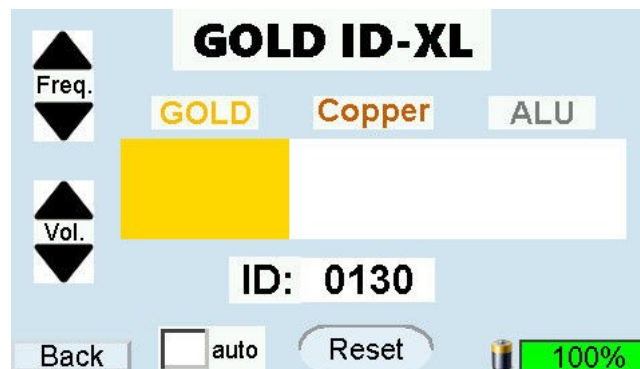 GOLD ID-XL
Freq.
GOLD Copper ALU
Vol.
ID: 0130
Back auto Reset 100%